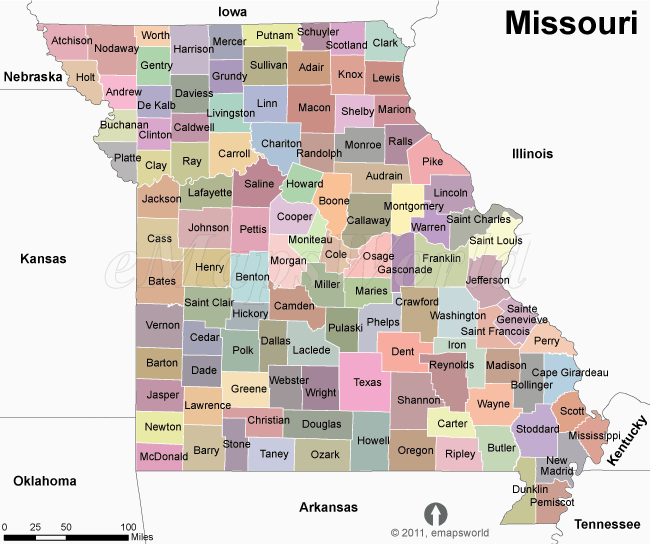 Missouri
Iowa
Nebraska
Illinois
Kansas
Oklahoma
Arkansas
Kentucky
Tennessee
Atchison
Nodaway
Worth
Harrison
Mercer
Putnam
Schuyler
Scotland
Clark
Holt
Gentry
Grundy
Sullivan
Adair
Knox
Lewis
Andrew
De Kalb
Daviess
Livingston
Linn
Macon
Shelby
Marion
Buchanan
Clinton
Caldwell
Chariton
Randolph
Monroe
Ralls
Platte
Clay
Ray
Carroll
Pike
Audrain
Jackson
Lafayette
Saline
Howard
Boone
Callaway
Montgomery
Lincoln
Warren
Saint Charles
Saint Louis
Cass
Johnson
Pettis
Cooper
Moniteau
Cole
Osage
Gasconade
Franklin
Jefferson
Bates
Henry
Benton
Morgan
Miller
Maries
Crawford
Washington
Sainte
Genevieve
Saint Francois
Perry
Saint Clair
Hickory
Camden
Pulaski
Phelps
Vernon
Cedar
Polk
Dallas
Laclede
Dent
Iron
Reynolds
Madison
Bollinger
Cape Girardeau
Barton
Dade
Greene
Webster
Wright
Texas
Shannon
Wayne
Scott
Mississippi
Jasper
Lawrence
Christian
Douglas
Howell
Carter
Stoddard
Newton
McDonald
Barry
Stone
Taney
Ozark
Oregon
Ripley
Butler
New
Madrid
Dunklin
Pemiscot
eMapsWorld
0 25 50 100
Miles
© 2011, emapsworld